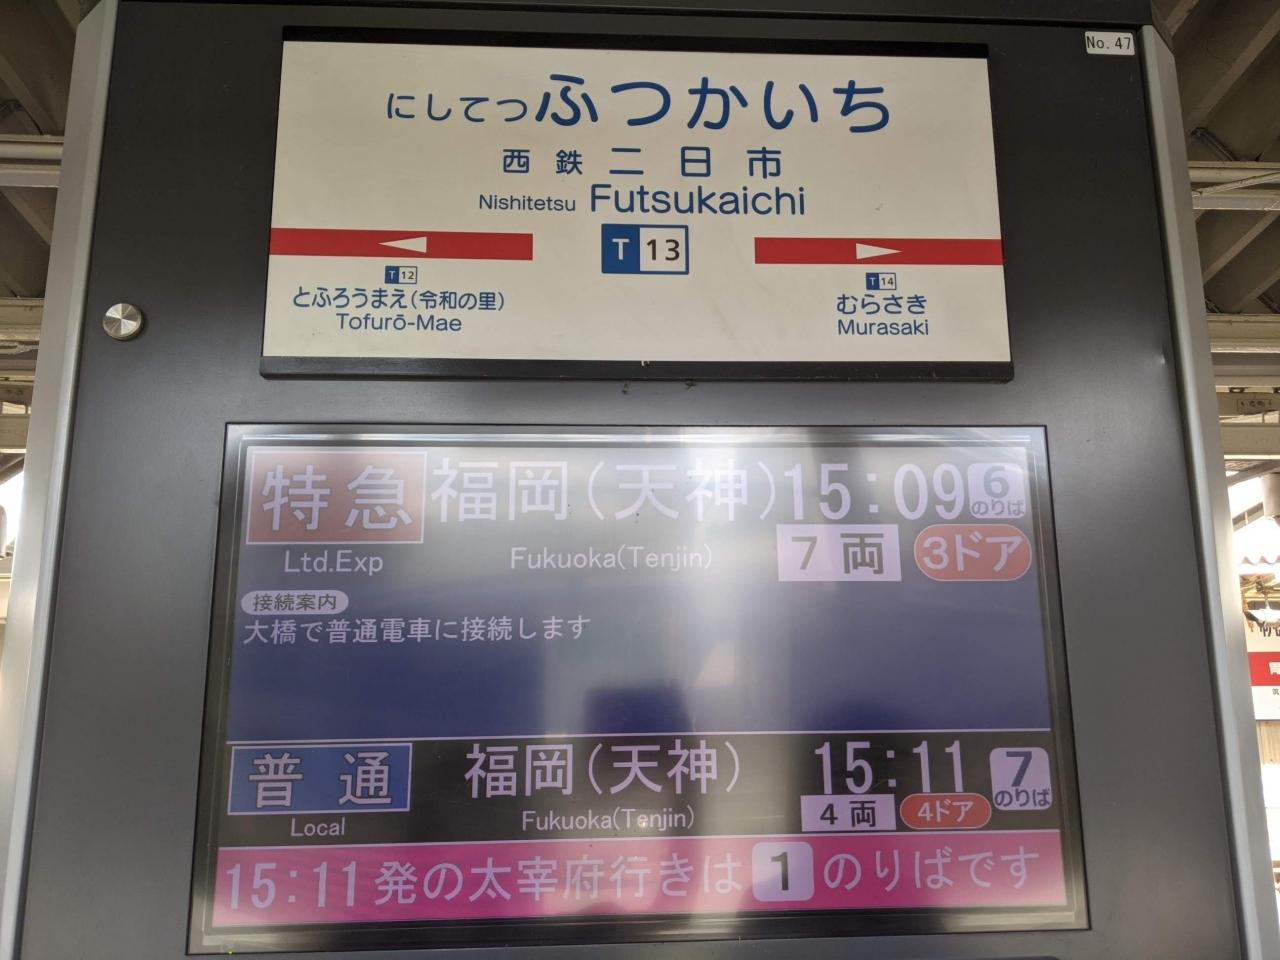 No. 47
にしてつふつかいち
西鉄二日市
Nishitetsu Futsukaichi
T 13
T 12
とふろうまえ(令和の里)
Tofurō-Mae
T 14
むらさき
Murasaki
特急 福岡(天神) 15:09 6 のりば
Ltd.Exp Fukuoka(Tenjin) 7両 3ドア
接続案内
大橋で普通電車に接続します
普通 福岡(天神) 15:11 7 のりば
Local Fukuoka(Tenjin) 4両 4ドア
15:11発の太宰府行きは 1 のりばです